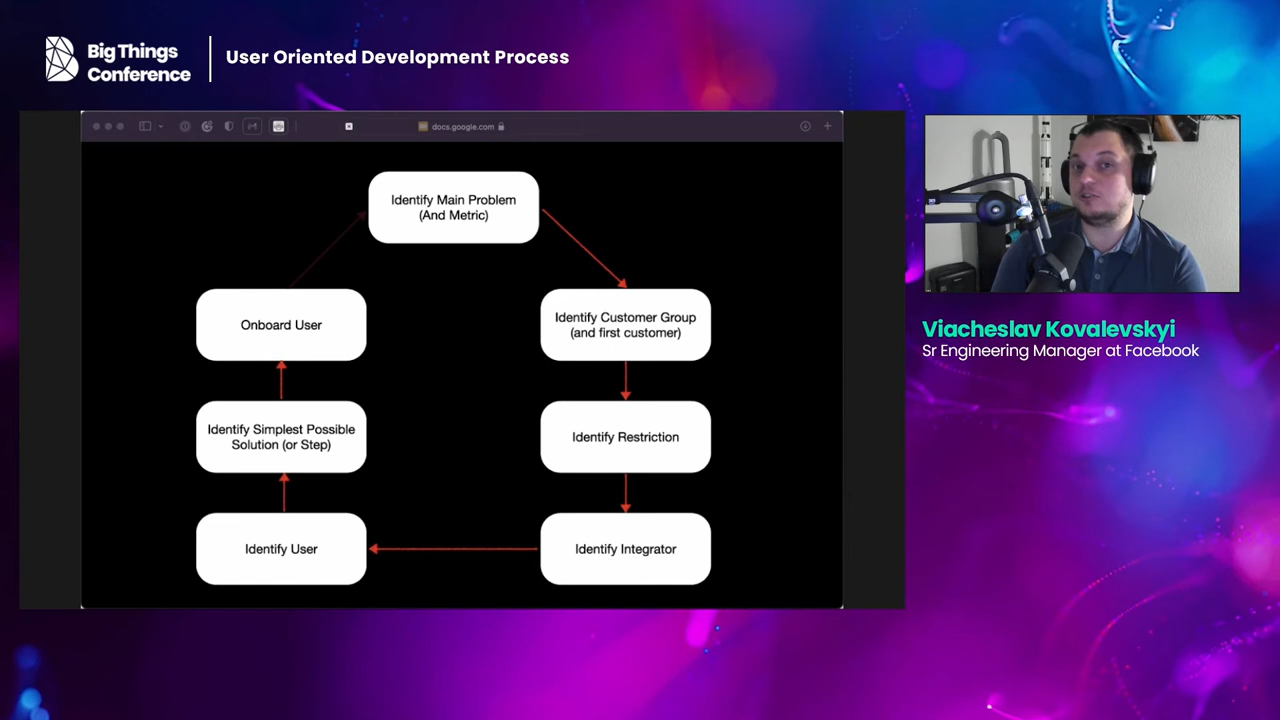 Big Things
Conference
User Oriented Development Process
docs.google.com
Identify Main Problem
(And Metric)
Identify Customer Group
(and first customer)
Identify Restriction
Identify Integrator
Identify User
Identify Simplest Possible
Solution (or Step)
Onboard User
Viacheslav Kovalevskyi
Sr Engineering Manager at Facebook